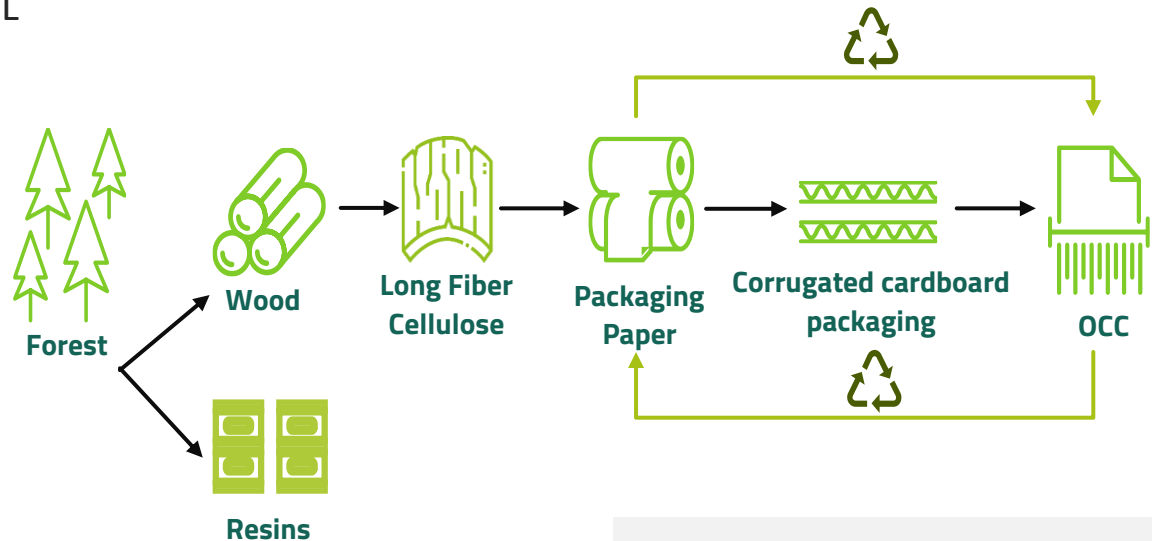 L
Forest
Wood
Resins
Long Fiber
Cellulose
Packaging
Paper
Corrugated cardboard
packaging
OCC